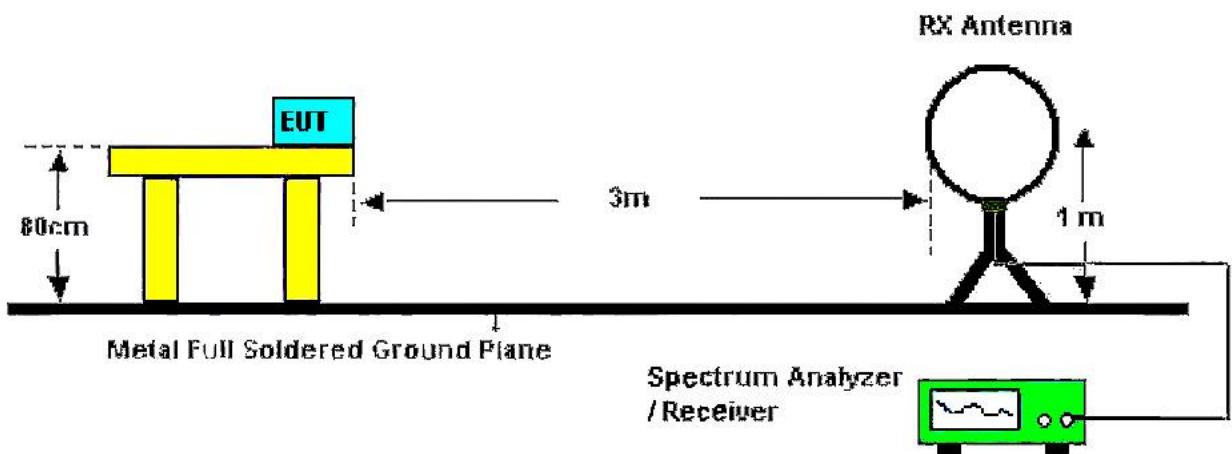 RX Antenna
EUT
3m
80cm
1 m
Metal Full Soldered Ground Plane
Spectrum Analyzer
/ Receiver